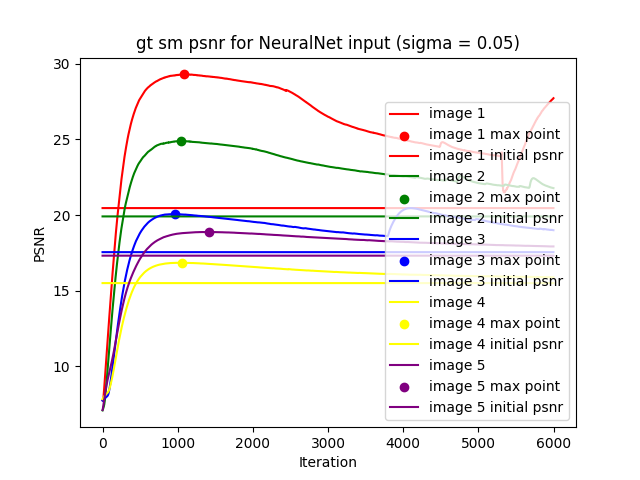 gt sm psnr for NeuralNet input (sigma = 0.05)
30
25
20
15
10
PSNR
image 1
image 1 max point
image 1 initial psnr
image 2
image 2 max point
image 2 initial psnr
image 3
image 3 max point
image 3 initial psnr
image 4
image 4 max point
image 4 initial psnr
image 5
image 5 max point
image 5 initial psnr
0 1000 2000 3000 4000 5000 6000
Iteration